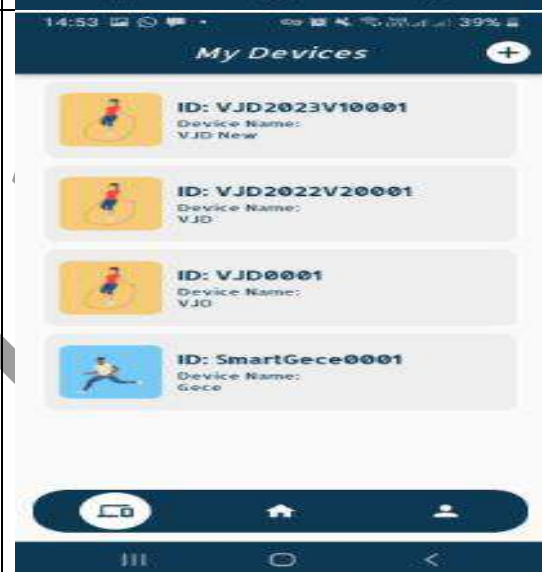 14:53 39%
My Devices
ID: VJD2023V10001
Device Name:
VJD New
ID: VJD2022V20001
Device Name:
VJD
ID: VJD0001
Device Name:
VJD
ID: SmartGece0001
Device Name:
Gece